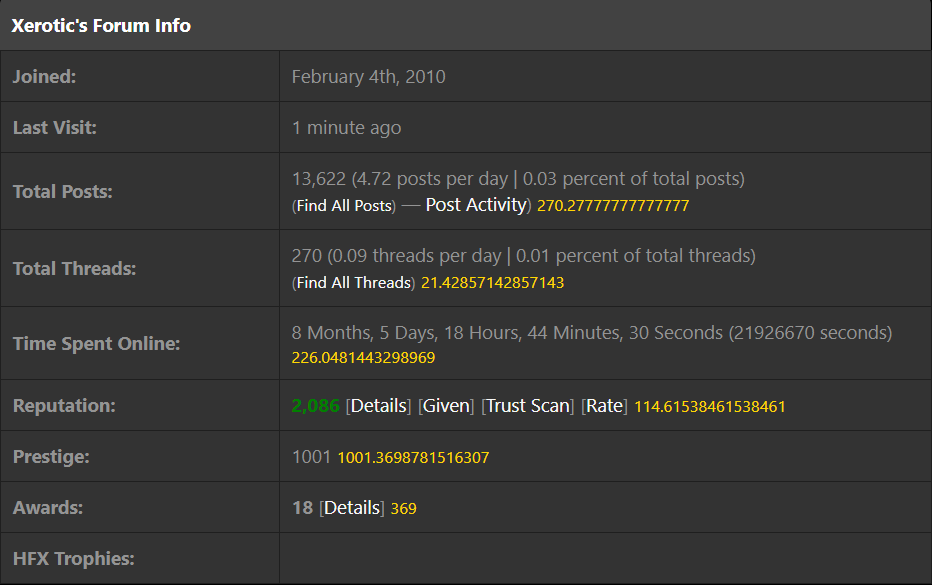 Xerotic's Forum Info
Joined: February 4th, 2010
Last Visit: 1 minute ago
Total Posts: 13,622 (4.72 posts per day | 0.03 percent of total posts)
(Find All Posts) — Post Activity) 270.27777777777777
Total Threads: 270 (0.09 threads per day | 0.01 percent of total threads)
(Find All Threads) 21.42857142857143
Time Spent Online: 8 Months, 5 Days, 18 Hours, 44 Minutes, 30 Seconds (21926670 seconds)
226.0481443298969
Reputation: 2,086 [Details] [Given] [Trust Scan] [Rate] 114.61538461538461
Prestige: 1001 1001.3698781516307
Awards: 18 [Details] 369
HFX Trophies: